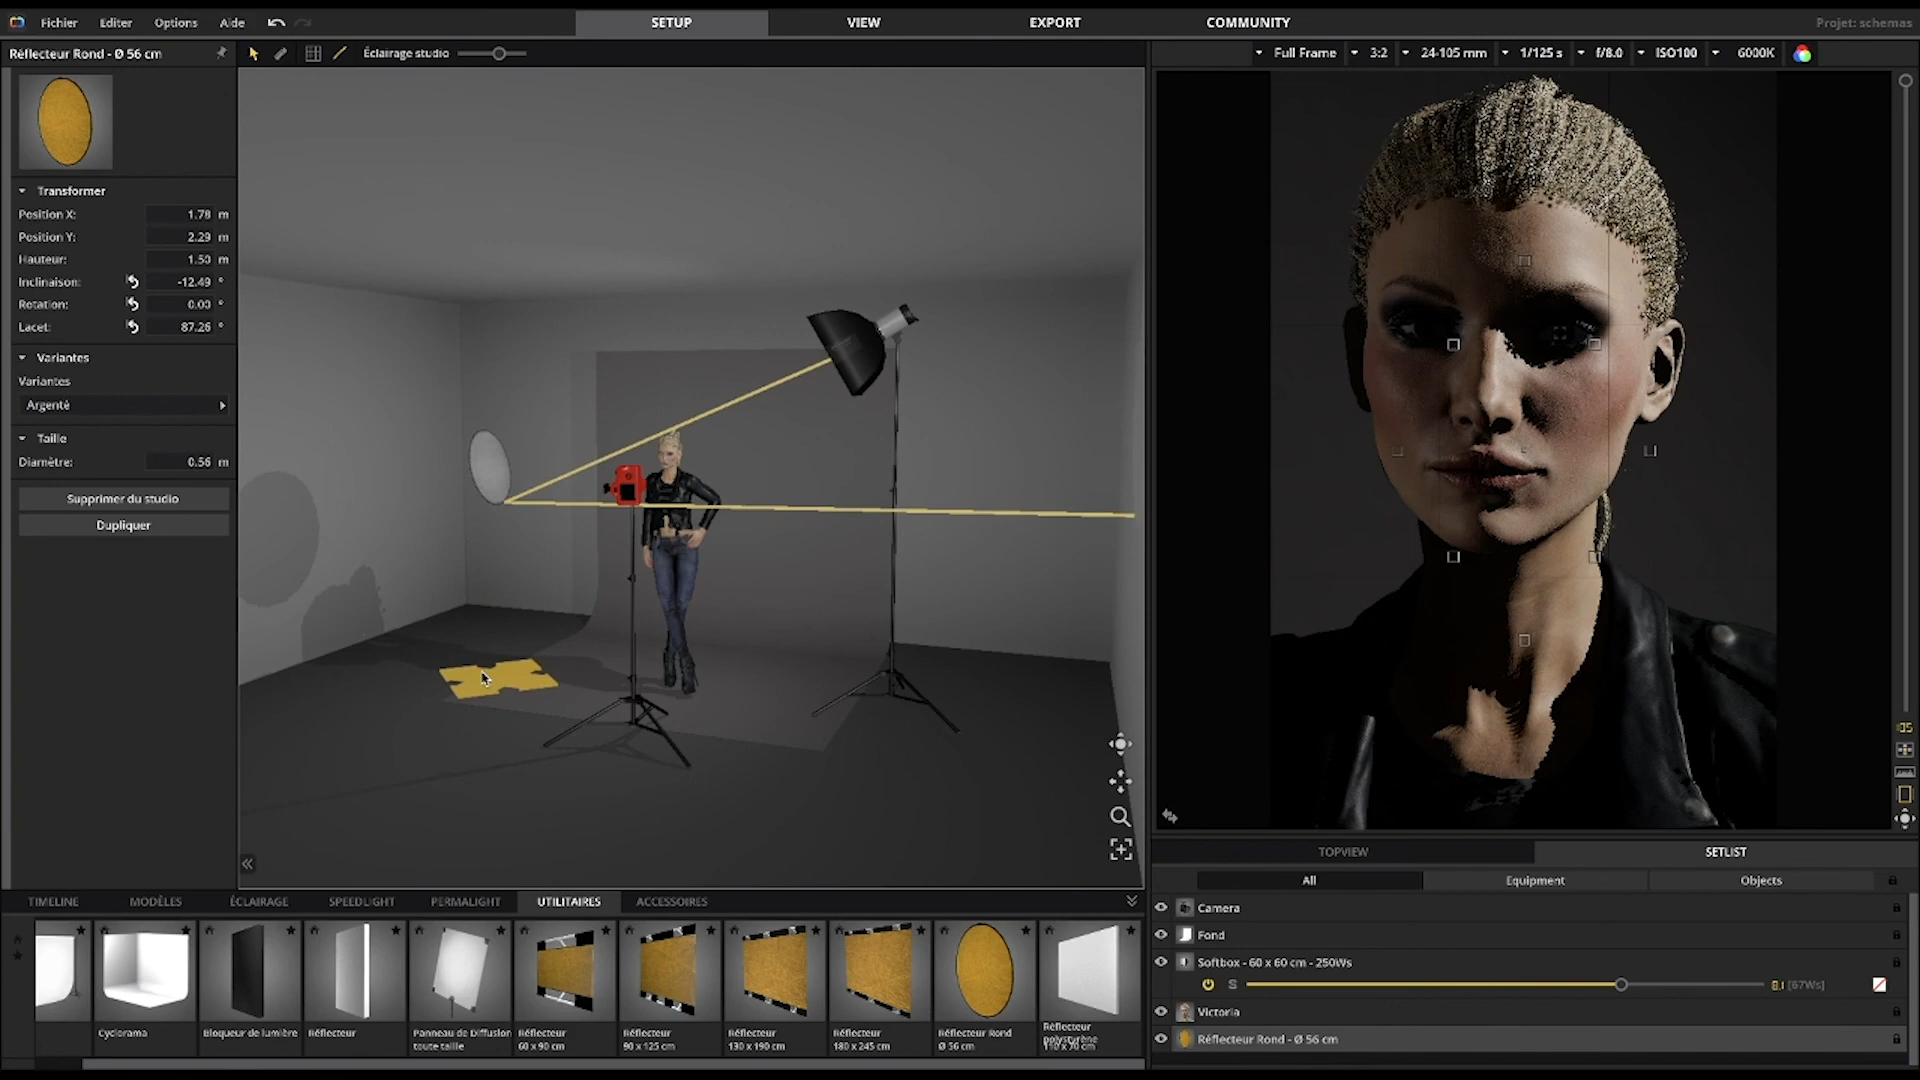 Fichier Editer Options Aide SETUP VIEW EXPORT COMMUNITY Projet: schemas
Réflecteur Rond - Ø 56 cm
Éclairage studio
Full Frame 3:2 24-105 mm 1/125 s f/8.0 ISO100 6000K
Transformer
Position X: 1.78 m
Position Y: 2.29 m
Hauteur: 1.50 m
Inclinaison: -12.49 °
Rotation: 0.00 °
Lacet: 87.26 °
Variantes
Variantes
Argenté
Taille
Diamètre: 0.56 m
Supprimer du studio
Dupliquer
TOPVIEW SETLIST
All Equipment Objects
Camera
Fond
Softbox - 60 x 60 cm - 250Ws
S [67Ws]
Victoria
Réflecteur Rond - Ø 56 cm
TIMELINE MODÈLES ÉCLAIRAGE SPEEDLIGHT PERMALIGHT UTILITAIRES ACCESSOIRES
Cyclorama
Bloqueur de lumière
Réflecteur
Panneau de Diffusion
toute taille
Réflecteur
60 x 90 cm
Réflecteur
90 x 125 cm
Réflecteur
130 x 190 cm
Réflecteur
180 x 245 cm
Réflecteur Rond
Ø 56 cm
Réflecteur
polystyrène